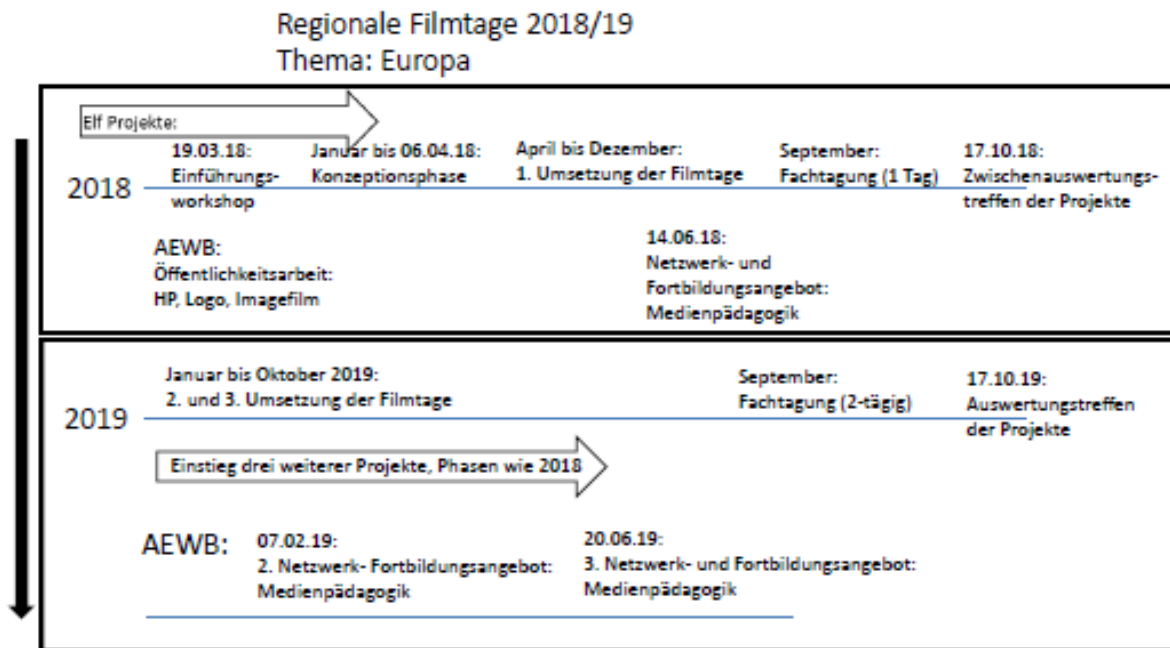 Regionale Filmtage 2018/19
Thema: Europa
Elf Projekte:
2018
19.03.18:
Einführungs-
workshop
Januar bis 06.04.18:
Konzeptionsphase
April bis Dezember:
1. Umsetzung der Filmtage
September:
Fachtagung (1 Tag)
17.10.18:
Zwischenauswertungs-
treffen der Projekte
AEWB:
Öffentlichkeitsarbeit:
HP, Logo, Imagefilm
14.06.18:
Netzwerk- und
Fortbildungsangebot:
Medienpädagogik
2019
Januar bis Oktober 2019:
2. und 3. Umsetzung der Filmtage
September:
Fachtagung (2-tägig)
17.10.19:
Auswertungstreffen
der Projekte
Einstieg drei weiterer Projekte, Phasen wie 2018
AEWB:
07.02.19:
2. Netzwerk- Fortbildungsangebot:
Medienpädagogik
20.06.19:
3. Netzwerk- und Fortbildungsangebot:
Medienpädagogik